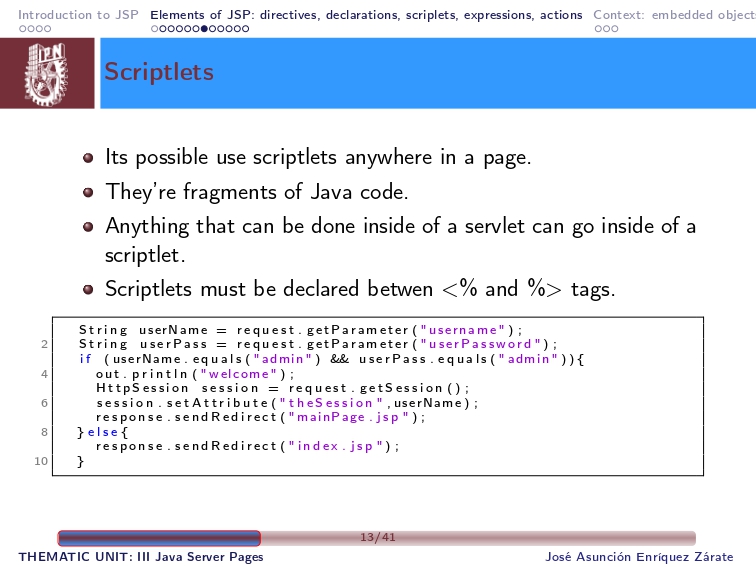 Introduction to JSP Elements of JSP: directives, declarations, scriplets, expressions, actions Context: embedded object
IPN
Scriptlets
Its possible use scriptlets anywhere in a page.
They're fragments of Java code.
Anything that can be done inside of a servlet can go inside of a
scriptlet.
Scriptlets must be declared betwen <% and %> tags.
String userName = request.getParameter("username");
2 String userPass = request.getParameter("userPassword");
if (userName.equals("admin") && userPass.equals("admin")){
4 out.println("welcome");
HttpSession session = request.getSession();
6 session.setAttribute("theSession",userName);
response.sendRedirect("mainPage.jsp");
8 }else{
response.sendRedirect("index.jsp");
10 }
13/41
THEMATIC UNIT: III Java Server Pages José Asunción Enríquez Zárate